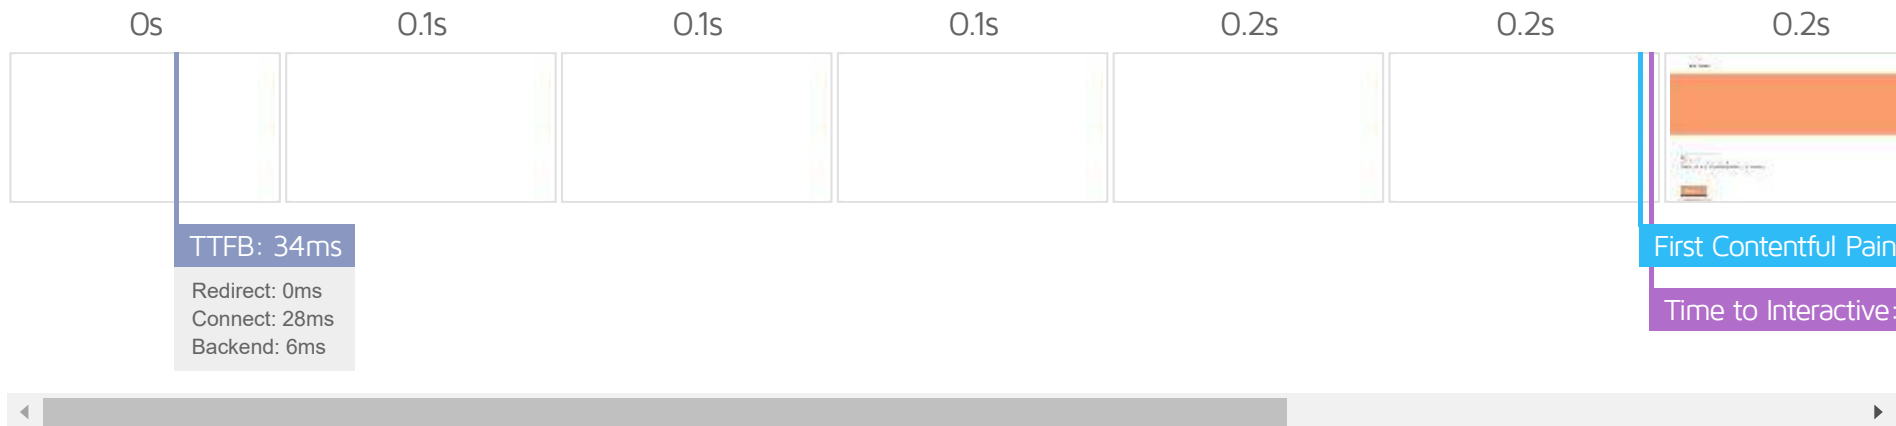 0s 0.1s 0.1s 0.1s 0.2s 0.2s 0.2s
TTFB: 34ms
Redirect: 0ms
Connect: 28ms
Backend: 6ms
First Contentful Pain
Time to Interactive: